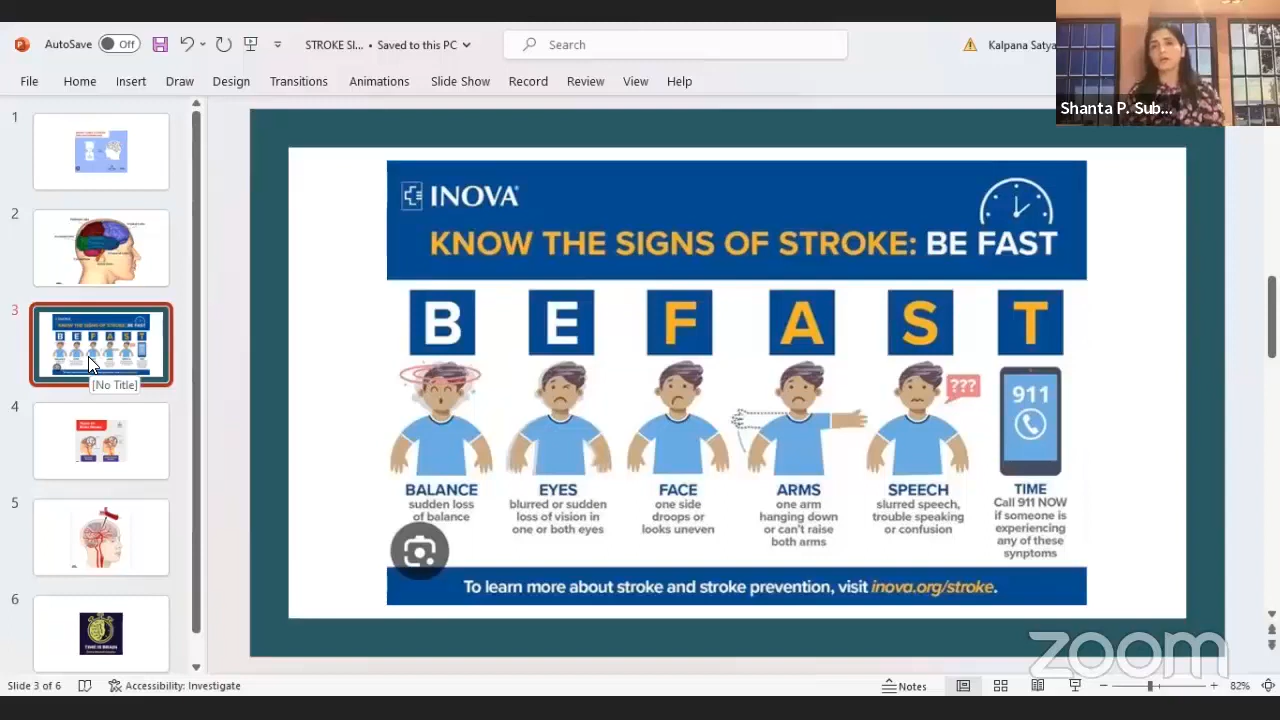 AutoSave Off STROKE SI... • Saved to this PC Search Kalpana Satya
File Home Insert Draw Design Transitions Animations Slide Show Record Review View Help
Shanta P. Sub...
1
2
3
4
5
6
[No Title]
TIME IS BRAIN
INOVA®
KNOW THE SIGNS OF STROKE: BE FAST
B E F A S T
???
911
BALANCE
sudden loss
of balance
EYES
blurred or sudden
loss of vision in
one or both eyes
FACE
one side
droops or
looks uneven
ARMS
one arm
hanging down
or can't raise
both arms
SPEECH
slurred speech,
trouble speaking
or confusion
TIME
Call 911 NOW
if someone is
experiencing
any of these
synptoms
To learn more about stroke and stroke prevention, visit inova.org/stroke.
zoom
Slide 3 of 6 Accessibility: Investigate Notes 82%